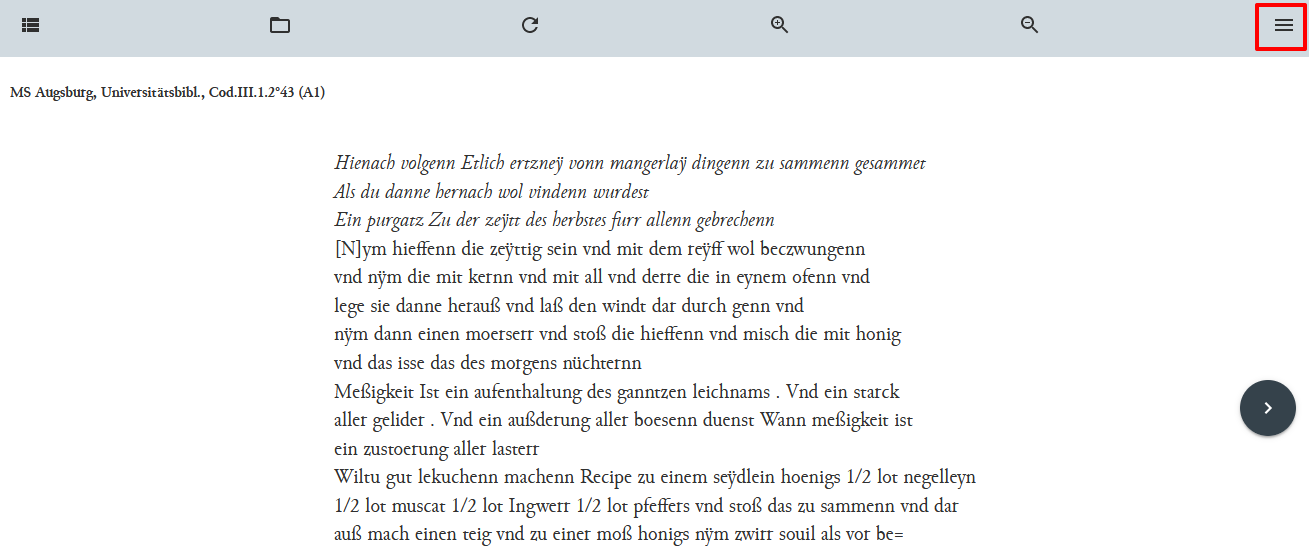 MS Augsburg, Universitätsbibl., Cod.III.1.2°43 (A1)
Hienach volgenn Etlich ertzneÿ vonn mangerlaÿ dingenn zu sammenn gesammet
Als du danne hernach wol vindenn wurdest
Ein purgatz Zu der zeÿtt des herbstes furr allenn gebrechenn
[N]ym hieffenn die zeÿttig sein vnd mit dem reÿff wol beczwungenn
vnd nÿm die mit kernn vnd mit all vnd derre die in eynem ofenn vnd
lege sie danne herauß vnd laß den windt dar durch genn vnd
nÿm dann einen moerserr vnd stoß die hieffenn vnd misch die mit honig
vnd das isse das des morgens nüchternn
Meßigkeit Ist ein aufenthaltung des ganntzen leichnams . Vnd ein starck
aller gelider . Vnd ein außderung aller boesenn duenst Wann meßigkeit ist
ein zustoerung aller lasterr
Wiltu gut lekuchenn machenn Recipe zu einem seÿdlein hoenigs 1/2 lot negelleyn
1/2 lot muscat 1/2 lot Ingwerr 1/2 lot pfeffers vnd stoß das zu sammenn vnd dar
auß mach einen teig vnd zu einer moß honigs nÿm zwirr souil als vor be=